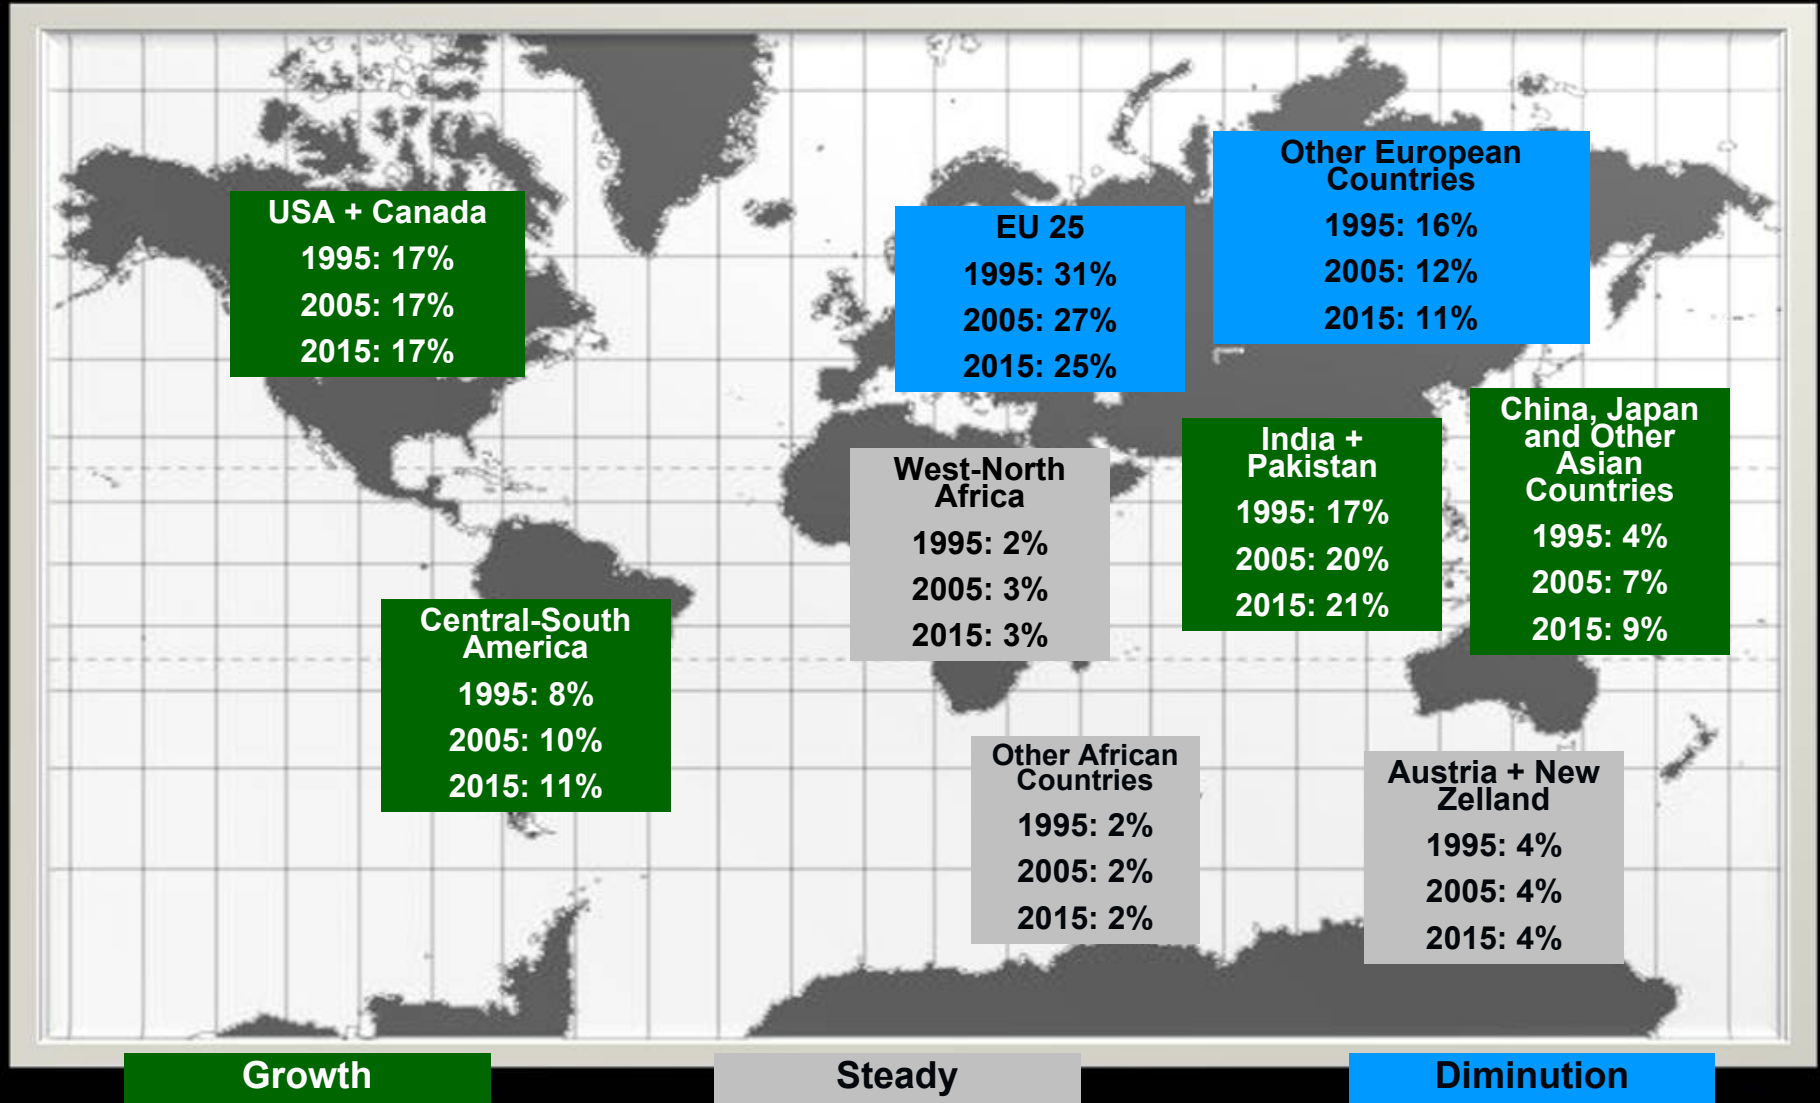 Other European
Countries
1995: 16%
2005: 12%
2015: 11%
USA + Canada
1995: 17%
2005: 17%
2015: 17%
EU 25
1995: 31%
2005: 27%
2015: 25%
China, Japan
and Other
Asian
Countries
1995: 4%
2005: 7%
2015: 9%
Indıa +
Pakistan
1995: 17%
2005: 20%
2015: 21%
West-North
Africa
1995: 2%
2005: 3%
2015: 3%
Central-South
America
1995: 8%
2005: 10%
2015: 11%
Other African
Countries
1995: 2%
2005: 2%
2015: 2%
Austria + New
Zelland
1995: 4%
2005: 4%
2015: 4%
Growth
Steady
Diminution